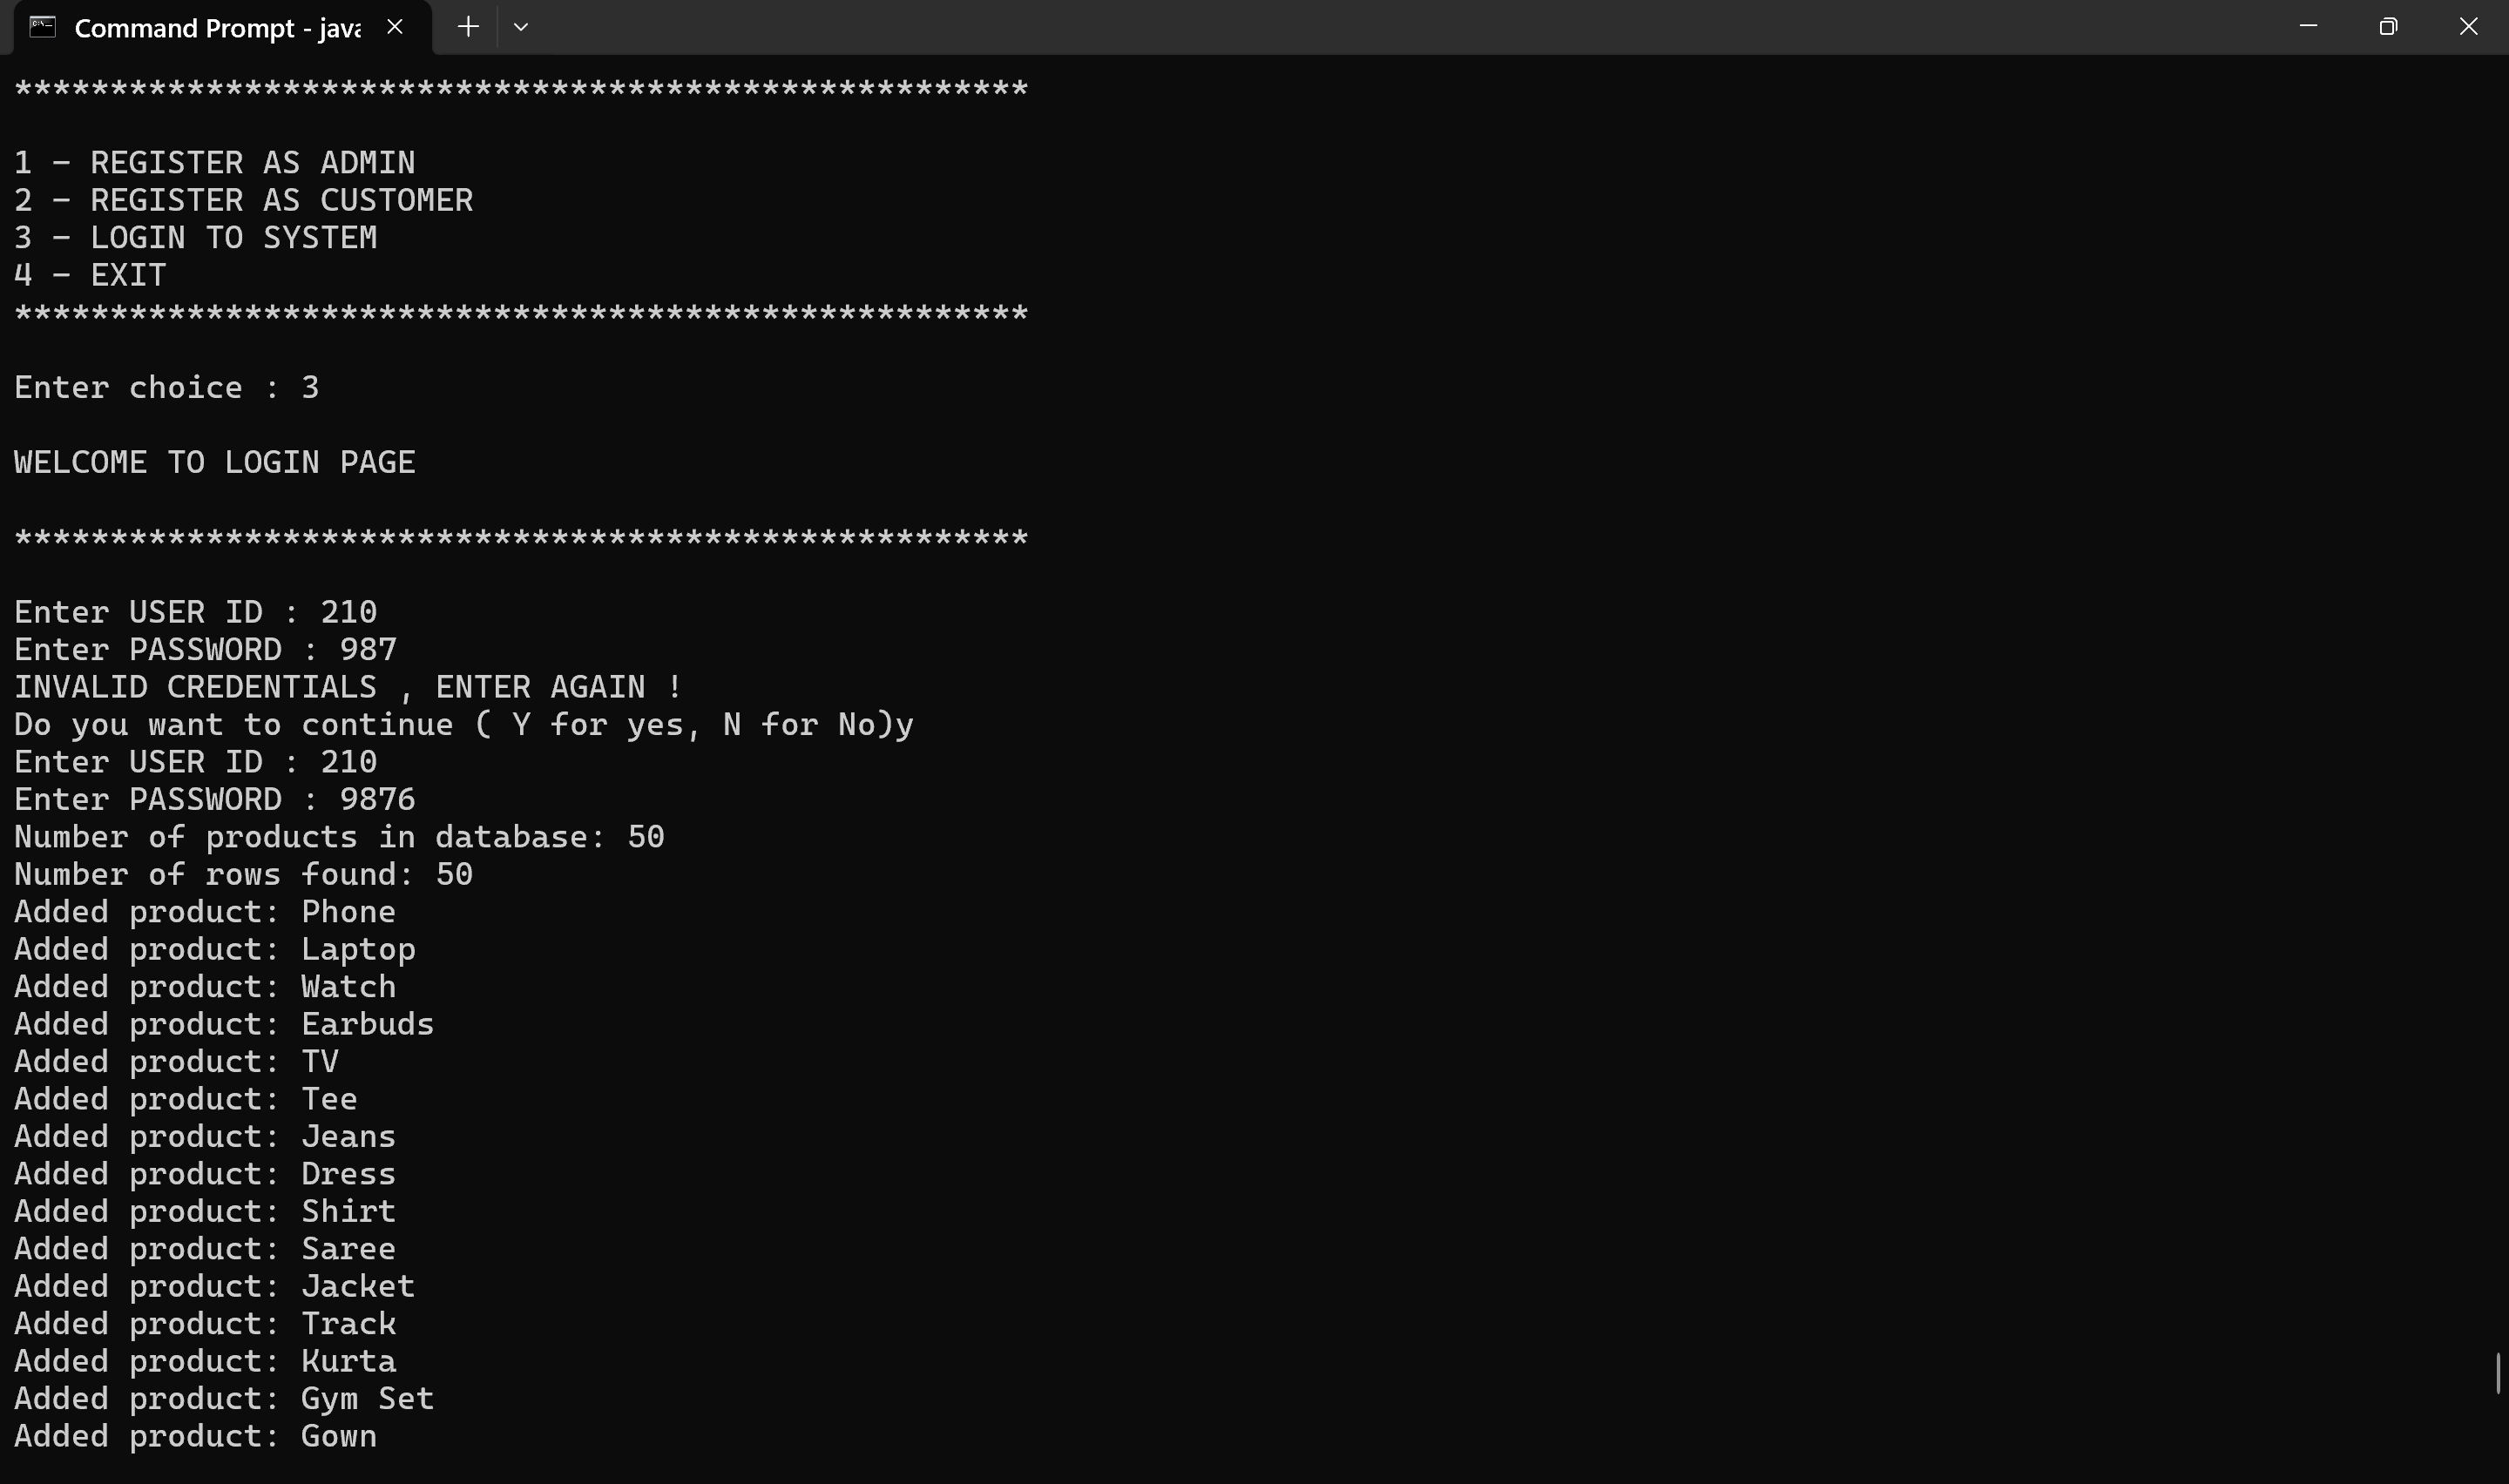 Command Prompt - java
*****************************************************
1 - REGISTER AS ADMIN
2 - REGISTER AS CUSTOMER
3 - LOGIN TO SYSTEM
4 - EXIT
*****************************************************
Enter choice : 3
WELCOME TO LOGIN PAGE
*****************************************************
Enter USER ID : 210
Enter PASSWORD : 987
INVALID CREDENTIALS , ENTER AGAIN !
Do you want to continue ( Y for yes, N for No)y
Enter USER ID : 210
Enter PASSWORD : 9876
Number of products in database: 50
Number of rows found: 50
Added product: Phone
Added product: Laptop
Added product: Watch
Added product: Earbuds
Added product: TV
Added product: Tee
Added product: Jeans
Added product: Dress
Added product: Shirt
Added product: Saree
Added product: Jacket
Added product: Track
Added product: Kurta
Added product: Gym Set
Added product: Gown